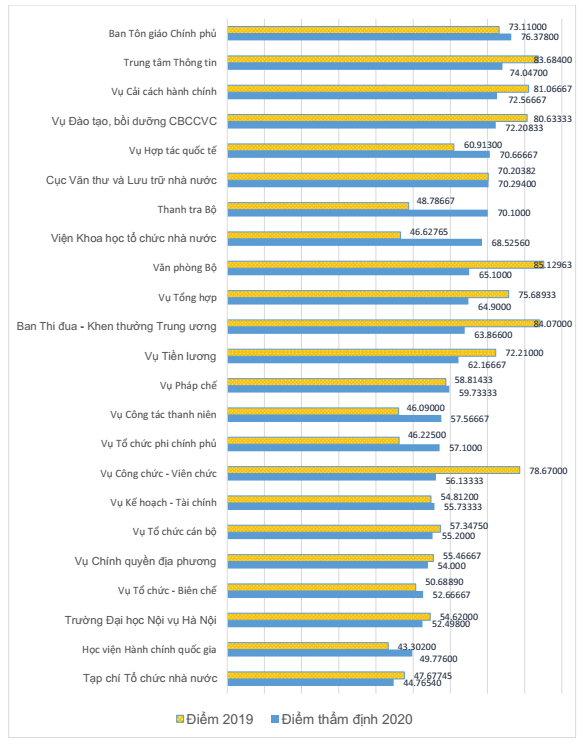 Ban Tôn giáo Chính phủ
73.11000
76.37800
Trung tâm Thông tin
83.68400
74.04700
Vụ Cải cách hành chính
81.06667
72.56667
Vụ Đào tạo, bồi dưỡng CBCCVC
80.63333
72.20833
Vụ Hợp tác quốc tế
60.91300
70.66667
Cục Văn thư và Lưu trữ nhà nước
70.20382
70.29400
Thanh tra Bộ
48.78667
70.1000
Viện Khoa học tổ chức nhà nước
46.62765
68.52560
Văn phòng Bộ
85.12963
65.1000
Vụ Tổng hợp
75.68933
64.9000
Ban Thi đua - Khen thưởng Trung ương
84.07000
63.86600
Vụ Tiền lương
72.21000
62.16667
Vụ Pháp chế
58.81433
59.73333
Vụ Công tác thanh niên
46.09000
57.56667
Vụ Tổ chức phi chính phủ
46.22500
57.1000
Vụ Công chức - Viên chức
78.67000
56.13333
Vụ Kế hoạch - Tài chính
54.81200
55.73333
Vụ Tổ chức cán bộ
57.34750
55.2000
Vụ Chính quyền địa phương
55.46667
54.000
Vụ Tổ chức - Biên chế
50.68890
52.66667
Trường Đại học Nội vụ Hà Nội
54.62000
52.49800
Học viện Hành chính quốc gia
43.30200
49.77600
Tạp chí Tổ chức nhà nước
47.67745
44.76540
Điểm 2019
Điểm thẩm định 2020